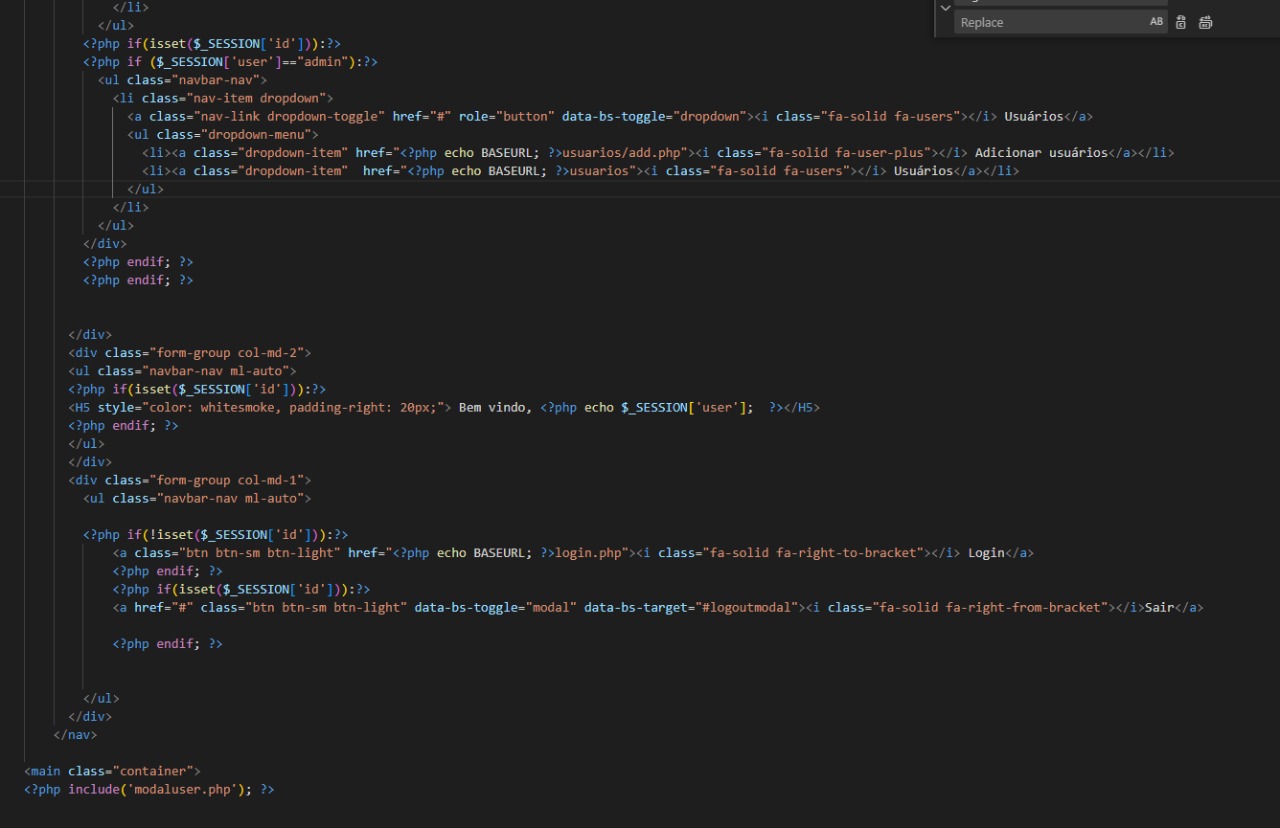 </li>
</ul>
<?php if(isset($_SESSION['id'])):?>
<?php if ($_SESSION['user']=="admin"):?>
<ul class="navbar-nav">
<li class="nav-item dropdown">
<a class="nav-link dropdown-toggle" href="#" role="button" data-bs-toggle="dropdown"><i class="fa-solid fa-users"></i> Usuários</a>
<ul class="dropdown-menu">
<li><a class="dropdown-item" href="<?php echo BASEURL; ?>usuarios/add.php"><i class="fa-solid fa-user-plus"></i> Adicionar usuários</a></li>
<li><a class="dropdown-item"  href="<?php echo BASEURL; ?>usuarios"><i class="fa-solid fa-users"></i> Usuários</a></li>
</ul>
</li>
</ul>
</div>
<?php endif; ?>
<?php endif; ?>
</div>
<div class="form-group col-md-2">
<ul class="navbar-nav ml-auto">
<?php if(isset($_SESSION['id'])):?>
<H5 style="color: whitesmoke, padding-right: 20px;"> Bem vindo, <?php echo $_SESSION['user'];  ?></H5>
<?php endif; ?>
</ul>
</div>
<div class="form-group col-md-1">
<ul class="navbar-nav ml-auto">
<?php if(!isset($_SESSION['id'])):?>
<a class="btn btn-sm btn-light" href="<?php echo BASEURL; ?>login.php"><i class="fa-solid fa-right-to-bracket"></i> Login</a>
<?php endif; ?>
<?php if(isset($_SESSION['id'])):?>
<a href="#" class="btn btn-sm btn-light" data-bs-toggle="modal" data-bs-target="#logoutmodal"><i class="fa-solid fa-right-from-bracket"></i>Sair</a>
<?php endif; ?>
</ul>
</div>
</nav>
<main class="container">
<?php include('modaluser.php'); ?>
Replace
AB